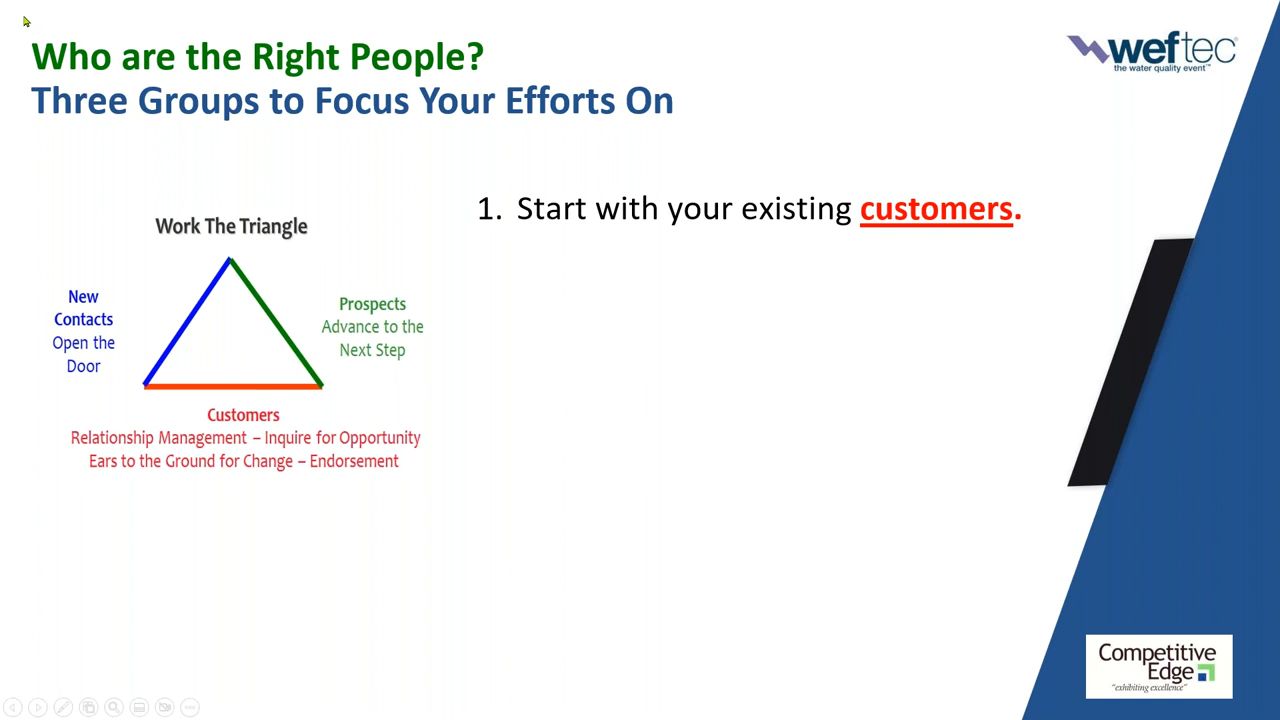 Who are the Right People?
Three Groups to Focus Your Efforts On
weftec®
the water quality event™
1. Start with your existing customers.
Work The Triangle
New
Contacts
Open the
Door
Prospects
Advance to the
Next Step
Customers
Relationship Management – Inquire for Opportunity
Ears to the Ground for Change – Endorsement
Competitive
Edge
"exhibiting excellence"